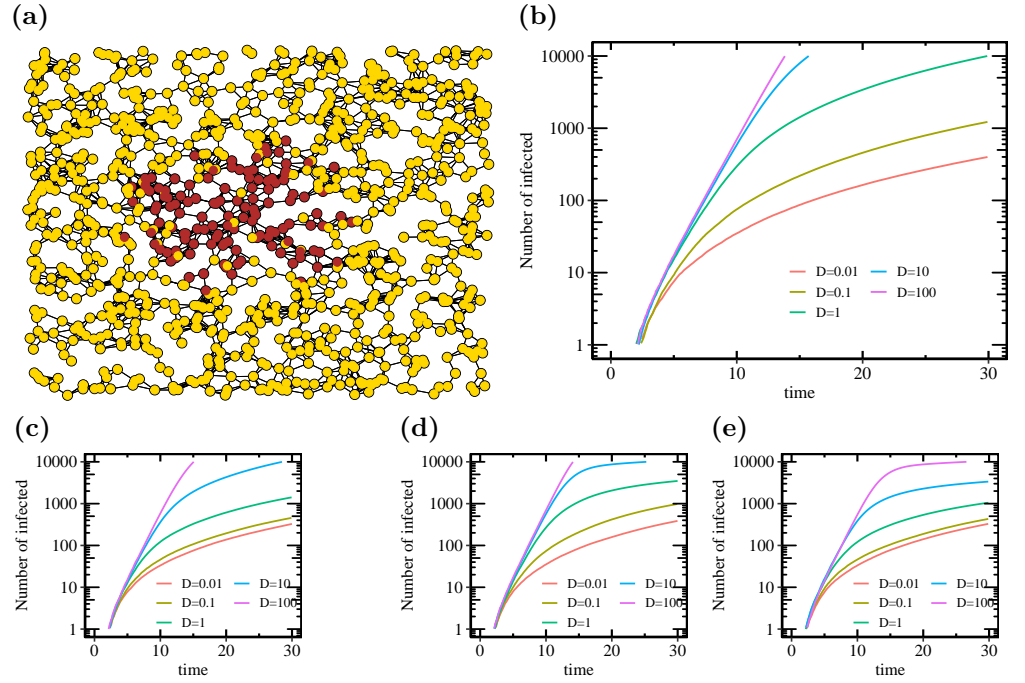 (a)
(b)
10000
1000
100
10
1
Number of infected
D=0.01
D=10
D=0.1
D=100
D=1
0
10
20
30
time
(c)
(d)
(e)
10000
1000
100
10
1
Number of infected
D=0.01
D=10
D=0.1
D=100
D=1
0
10
20
30
time
10000
1000
100
10
1
Number of infected
D=0.01
D=10
D=0.1
D=100
D=1
0
10
20
30
time
10000
1000
100
10
1
Number of infected
D=0.01
D=10
D=0.1
D=100
D=1
0
10
20
30
time